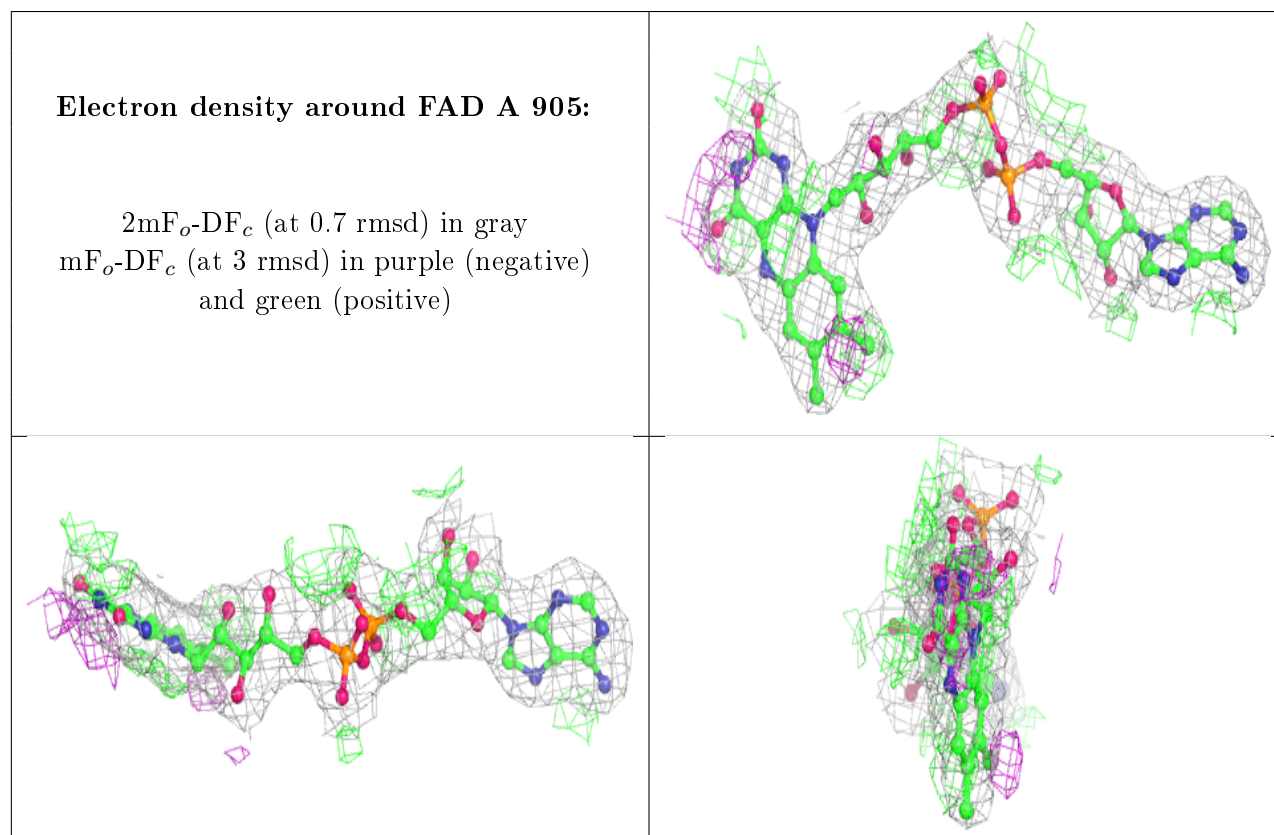 Electron density around FAD A 905:
2mFo-DFc (at 0.7 rmsd) in gray
mFo-DFc (at 3 rmsd) in purple (negative)
and green (positive)